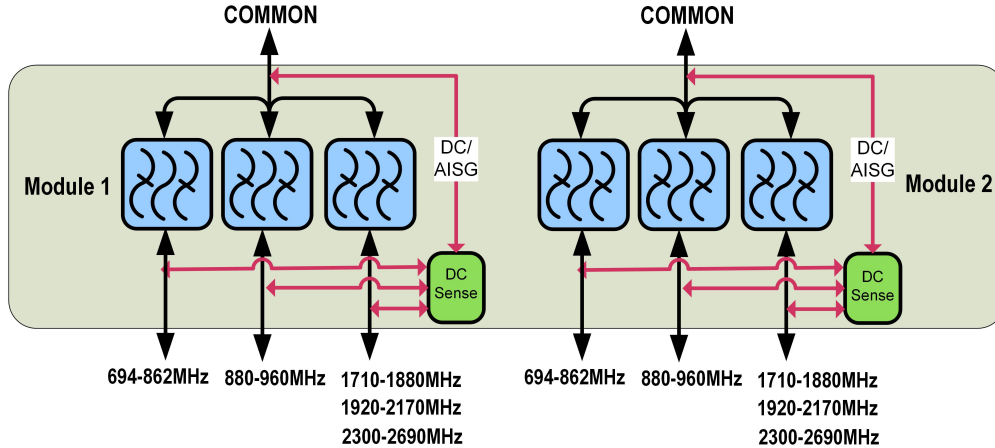 COMMON
COMMON
Module 1
DC/
AISG
DC/
AISG
Module 2
DC
Sense
DC
Sense
694-862MHz
880-960MHz
1710-1880MHz
1920-2170MHz
2300-2690MHz
694-862MHz
880-960MHz
1710-1880MHz
1920-2170MHz
2300-2690MHz